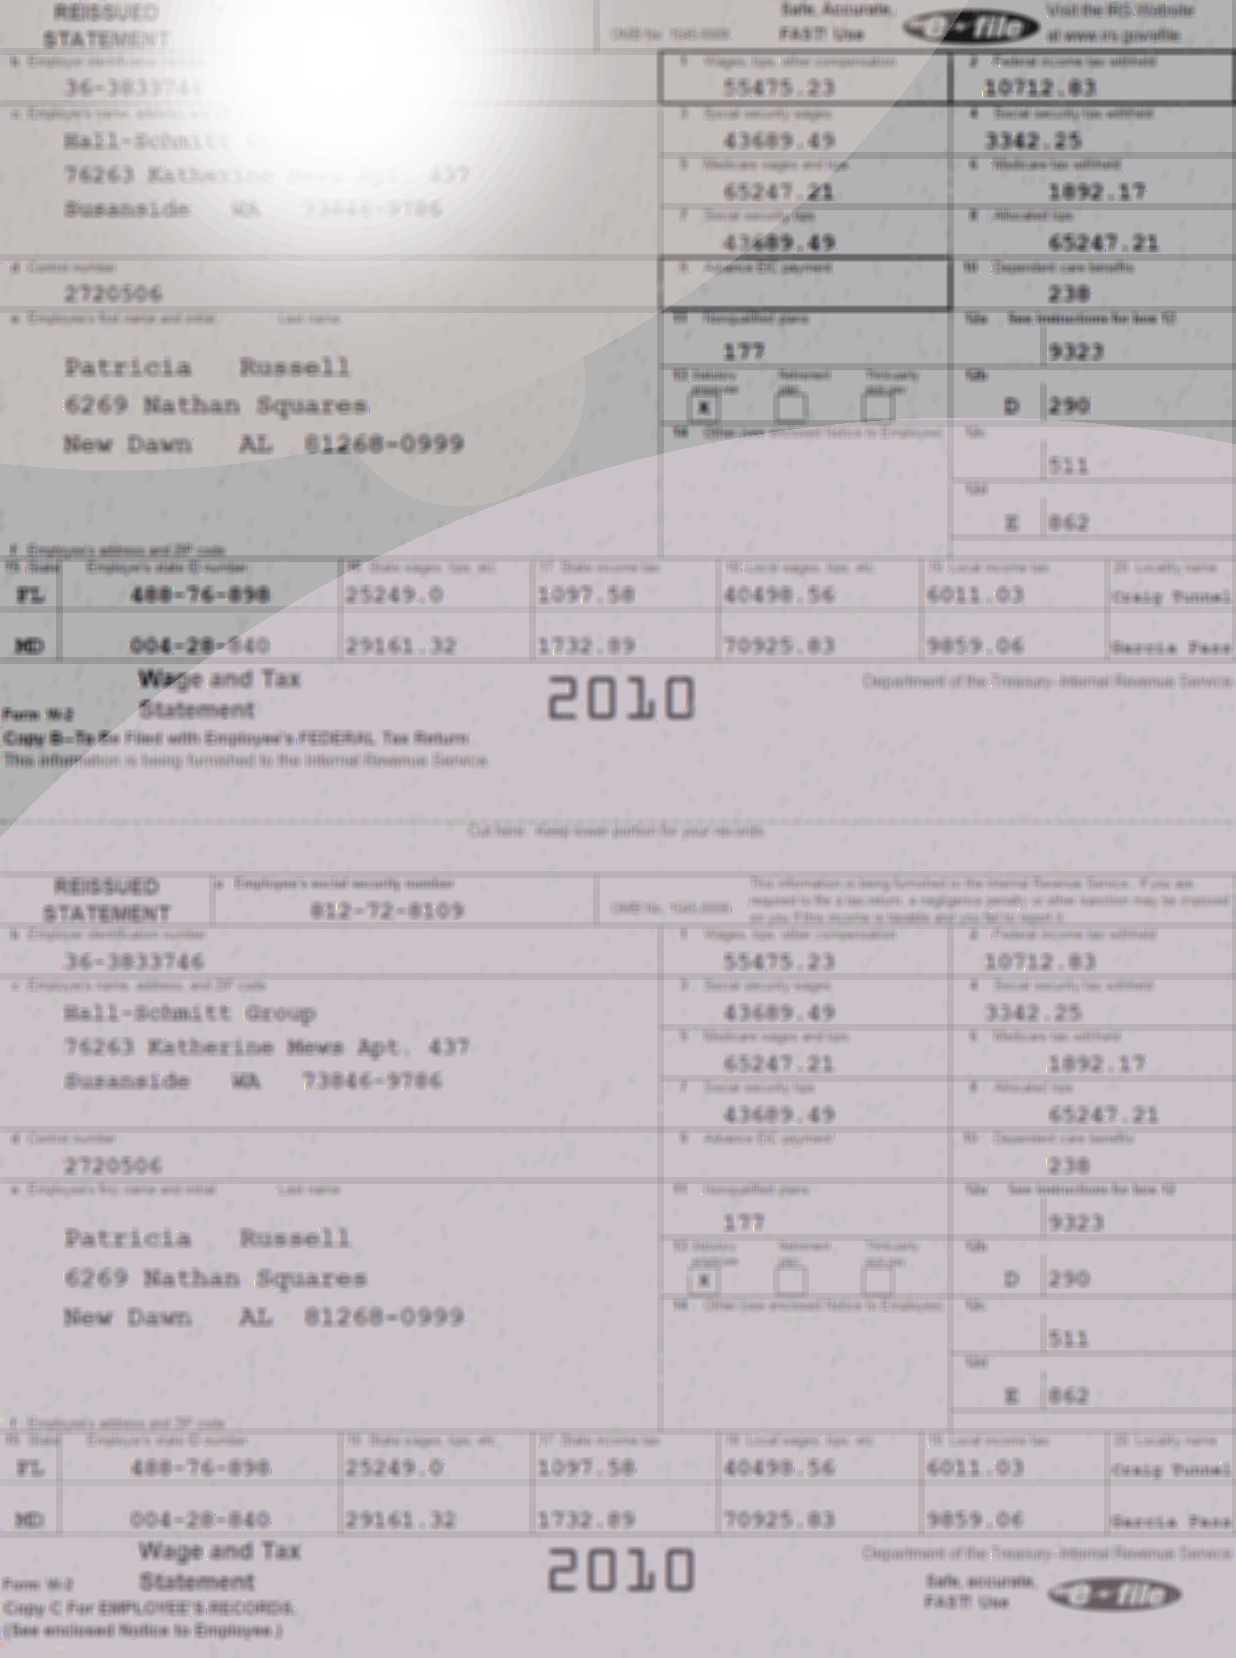 REISSUED
STATEMENT
OMB No. 1545-0008
Safe, Accurate,
FAST! Use
e-file
Visit the IRS Website
at www.irs.gov/efile.
b Employer identification
36-3833746
1 Wages, tips, other compensation
55475.23
2 Federal income tax withheld
10712.83
c Employer's name, address,
Hall-Schmitt
76263 Katherine Mews Apt. 437
Susanside WA 73846-9786
3 Social security wages
43689.49
4 Social security tax withheld
3342.25
5 Medicare wages and tips
65247.21
6 Medicare tax withheld
1892.17
7 Social security tips
43689.49
8 Allocated tips
65247.21
d Control number
2720506
9 Advance EIC payment
10 Dependent care benefits
238
e Employee's first name and initial Last name
Patricia Russell
6269 Nathan Squares
New Dawn AL 81268-0999
11 Nonqualified plans
177
12a See instructions for box 12
9323
13 Statutory employee
Retirement plan
Third-party sick pay
X
12b
D 290
14 Other (see enclosed Notice to Employee)
12c
511
12d
E 862
f Employee's address and ZIP code
15 State Employer's state ID number 16 State wages, tips, etc. 17 State income tax 18 Local wages, tips, etc. 19 Local income tax 20 Locality name
FL 488-76-898 25249.0 1097.58 40498.56 6011.03 Craig Tunnel
MD 004-28-840 29161.32 1732.89 70925.83 9859.06 Garcia Pass
Wage and Tax
Statement
Form W-2
2010
Department of the Treasury-Internal Revenue Service
Copy B-To Be Filed with Employee's FEDERAL Tax Return
This information is being furnished to the Internal Revenue Service.
Cut here. Keep lower portion for your records.
REISSUED
STATEMENT
a Employee's social security number
812-72-8109
OMB No. 1545-0008
This information is being furnished to the Internal Revenue Service. If you are
required to file a tax return, a negligence penalty or other sanction may be imposed
on you if this income is taxable and you fail to report it.
b Employer identification number
36-3833746
1 Wages, tips, other compensation
55475.23
2 Federal income tax withheld
10712.83
c Employer's name, address, and ZIP code
Hall-Schmitt Group
76263 Katherine Mews Apt. 437
Susanside WA 73846-9786
3 Social security wages
43689.49
4 Social security tax withheld
3342.25
5 Medicare wages and tips
65247.21
6 Medicare tax withheld
1892.17
7 Social security tips
43689.49
8 Allocated tips
65247.21
d Control number
2720506
9 Advance EIC payment
10 Dependent care benefits
238
e Employee's first name and initial Last name
Patricia Russell
6269 Nathan Squares
New Dawn AL 81268-0999
11 Nonqualified plans
177
12a See instructions for box 12
9323
13 Statutory employee
Retirement plan
Third-party sick pay
X
12b
D 290
14 Other (see enclosed Notice to Employee)
12c
511
12d
E 862
f Employee's address and ZIP code
15 State Employer's state ID number 16 State wages, tips, etc. 17 State income tax 18 Local wages, tips, etc. 19 Local income tax 20 Locality name
FL 488-76-898 25249.0 1097.58 40498.56 6011.03 Craig Tunnel
MD 004-28-840 29161.32 1732.89 70925.83 9859.06 Garcia Pass
Wage and Tax
Statement
Form W-2
2010
Department of the Treasury-Internal Revenue Service
Safe, accurate,
FAST! Use
e-file
Copy C For EMPLOYEE'S RECORDS.
(See enclosed Notice to Employee.)